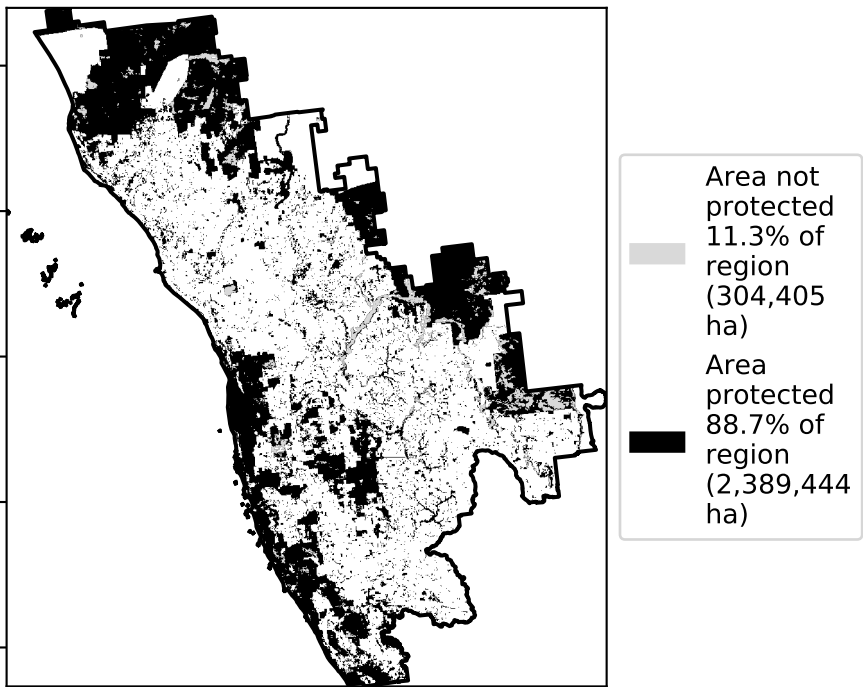 Area not
protected
11.3% of
region
(304,405
ha)
Area
protected
88.7% of
region
(2,389,444
ha)